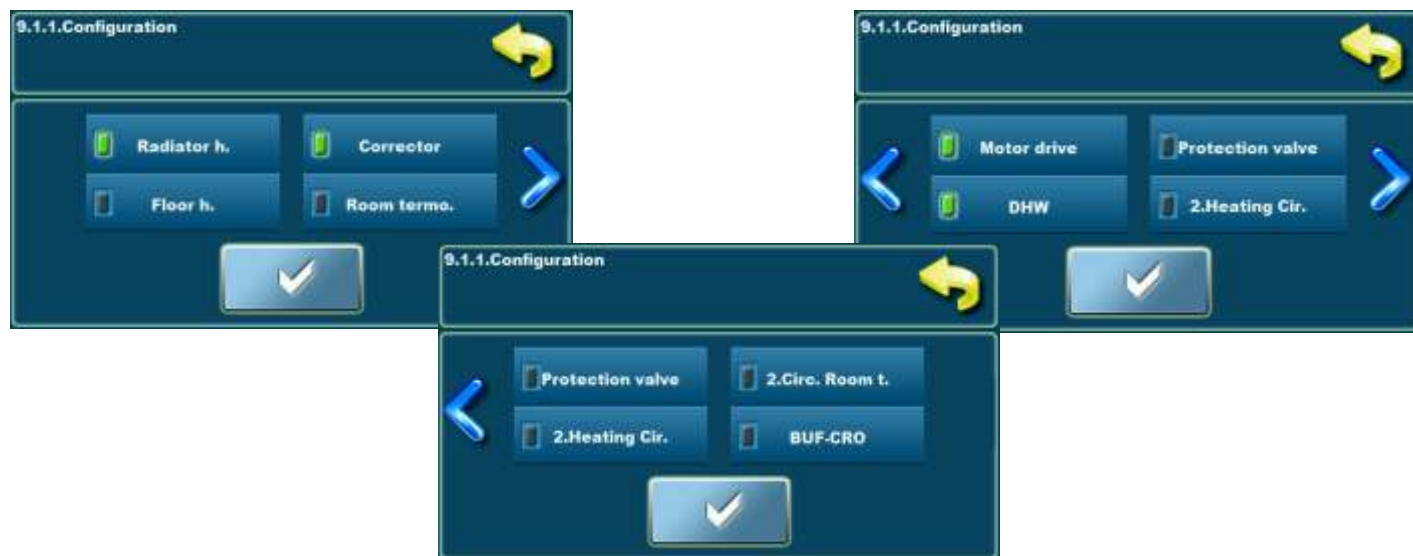 9.1.1.Configuration
Radiator h. Corrector
Floor h. Room termo.
9.1.1.Configuration
Motor drive Protection valve
DHW 2.Heating Cir.
9.1.1.Configuration
Protection valve 2.Circ. Room t.
2.Heating Cir. BUF-CRO